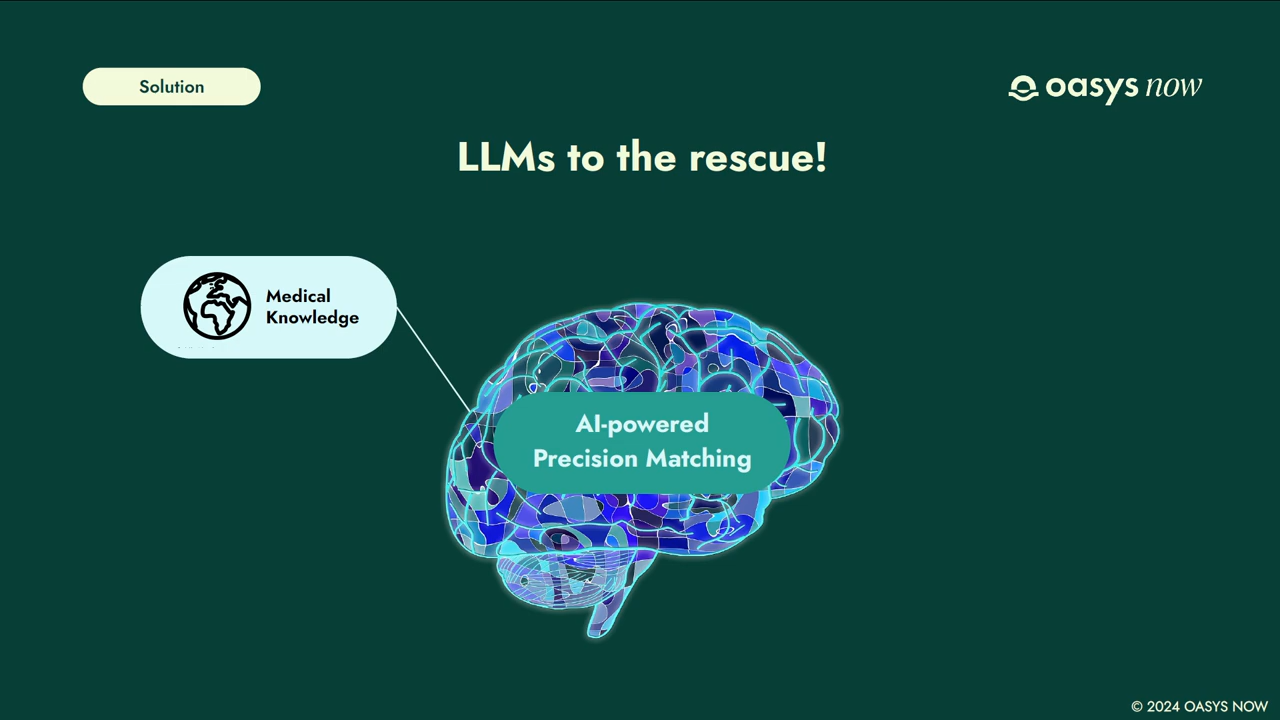 Solution
oasys now
LLMs to the rescue!
Medical
Knowledge
AI-powered
Precision Matching
© 2024 OASYS NOW